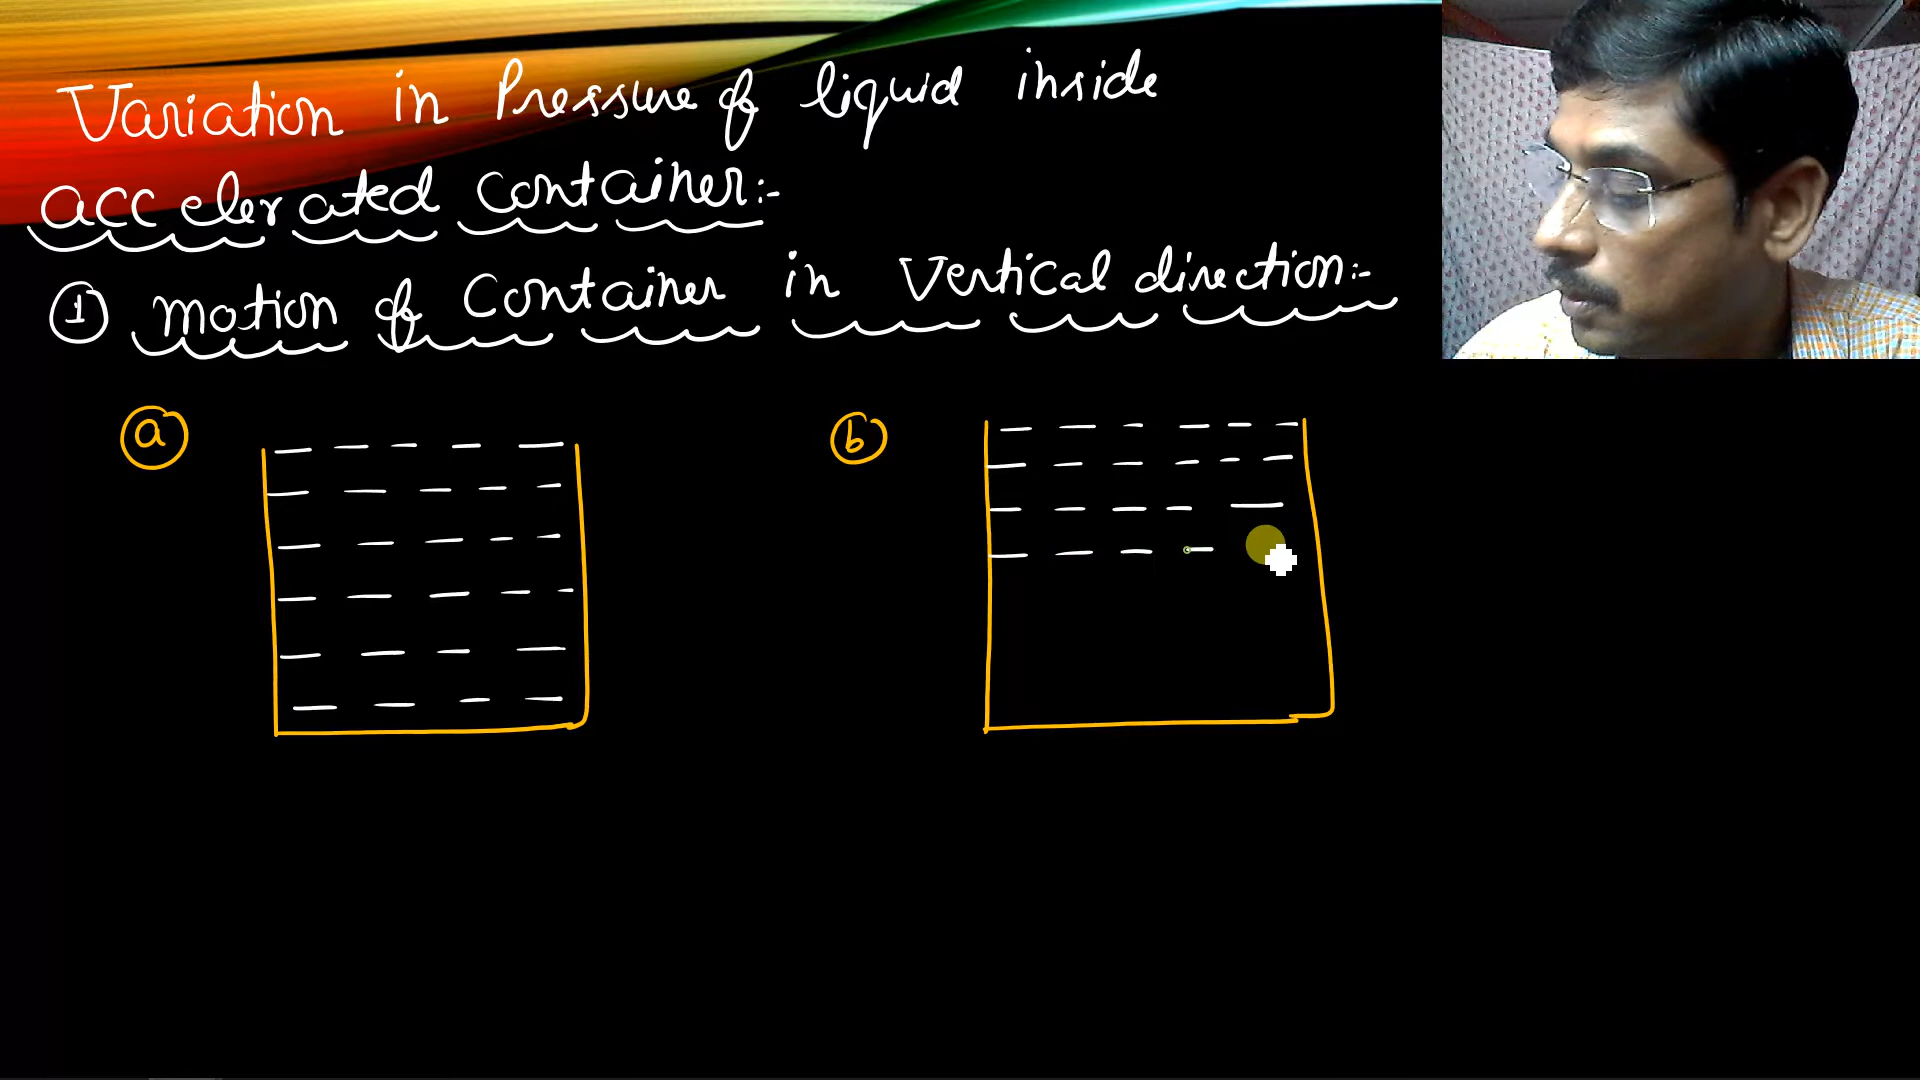 Variation in Pressure of liquid inside
accelerated Container:-
① motion of Container in Vertical direction:-
ⓐ
ⓑ